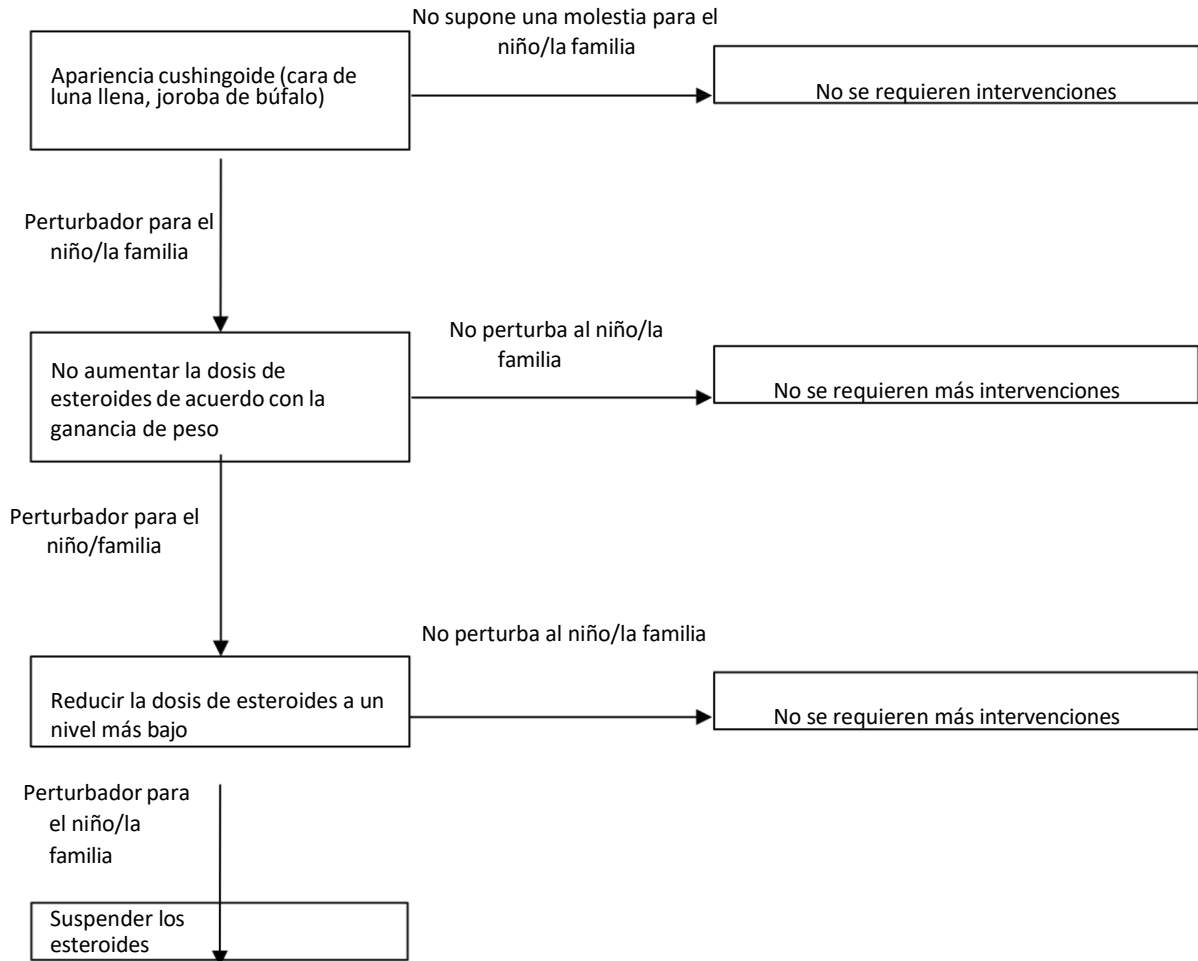 No supone una molestia para el
niño/la familia
Apariencia cushingoide (cara de
luna llena, joroba de búfalo)
No se requieren intervenciones
Perturbador para el
niño/la familia
No aumentar la dosis de
esteroides de acuerdo con la
ganancia de peso
No perturba al niño/la
familia
No se requieren más intervenciones
Perturbador para el
niño/familia
No perturba al niño/la familia
Reducir la dosis de esteroides a un
nivel más bajo
No se requieren más intervenciones
Perturbador para
el niño/la
familia
Suspender los
esteroides